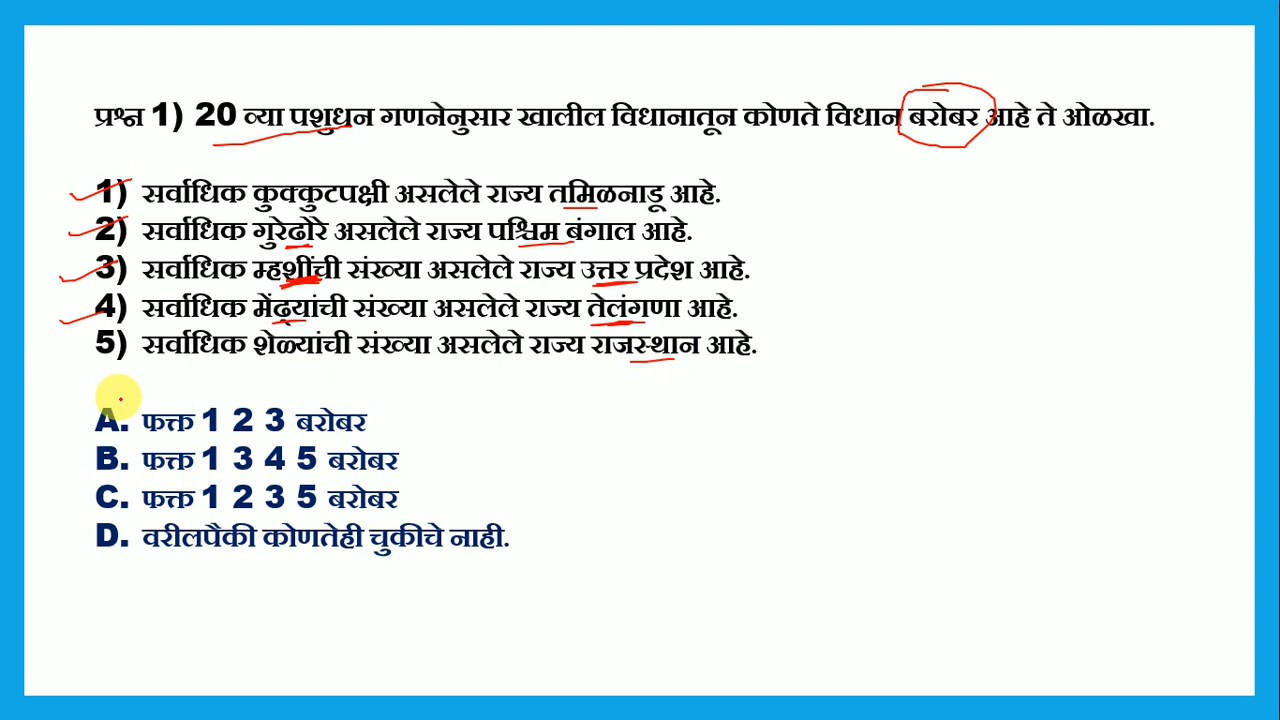 प्रश्न 1) 20 व्या पशुधन गणनेनुसार खालील विधानातून कोणते विधान बरोबर आहे ते ओळखा.
1) सर्वाधिक कुक्कुटपक्षी असलेले राज्य तमिळनाडू आहे.
2) सर्वाधिक गुरेढोरे असलेले राज्य पश्चिम बंगाल आहे.
3) सर्वाधिक म्हशींची संख्या असलेले राज्य उत्तर प्रदेश आहे.
4) सर्वाधिक मेंढ्यांची संख्या असलेले राज्य तेलंगणा आहे.
5) सर्वाधिक शेळ्यांची संख्या असलेले राज्य राजस्थान आहे.
A. फक्त 1 2 3 बरोबर
B. फक्त 1 3 4 5 बरोबर
C. फक्त 1 2 3 5 बरोबर
D. वरीलपैकी कोणतेही चुकीचे नाही.